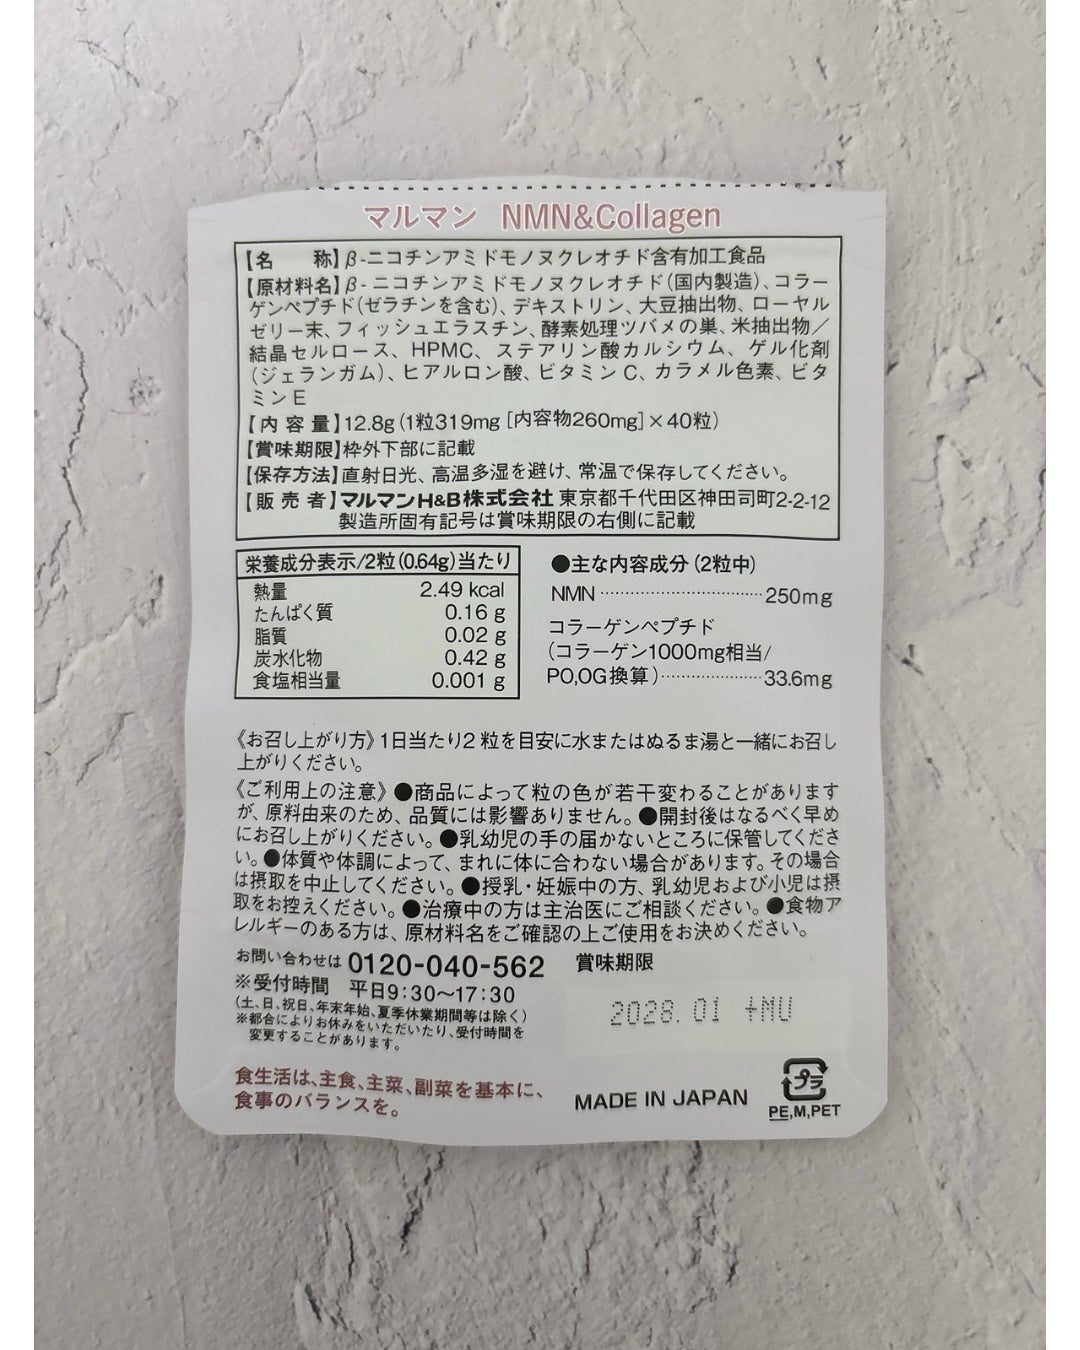 マルマン NMN&Collagen
【名 称】β-ニコチンアミドモノヌクレオチド含有加工食品
【原材料名】β- ニコチンアミドモノヌクレオチド(国内製造)、コラー
ゲンペプチド(ゼラチンを含む)、デキストリン、大豆抽出物、ローヤル
ゼリー末、フィッシュエラスチン、酵素処理ツバメの巣、米抽出物/
結晶セルロース、HPMC、ステアリン酸カルシウム、ゲル化剤
(ジェランガム)、ヒアルロン酸、ビタミンC、カラメル色素、ビタ
ミンE
【内 容 量】12.8g(1粒319mg [内容物260mg]×40粒)
【賞味期限】枠外下部に記載
【保存方法】直射日光、高温多湿を避け、常温で保存してください。
【販 売 者】マルマンH&B株式会社 東京都千代田区神田司町2-2-12
製造所固有記号は賞味期限の右側に記載
栄養成分表示/2粒(0.64g)当たり
熱量 2.49 kcal
たんぱく質 0.16 g
脂質 0.02 g
炭水化物 0.42 g
食塩相当量 0.001 g
●主な内容成分(2粒中)
NMN……………………………250mg
コラーゲンペプチド
(コラーゲン1000mg相当/
PO,OG換算)…………………33.6mg
《お召し上がり方》1日当たり2 粒を目安に水またはぬるま湯と一緒にお召し
上がりください。
《ご利用上の注意》●商品によって粒の色が若干変わることがあります
が、原料由来のため、品質には影響ありません。●開封後はなるべく早め
にお召し上がりください。●乳幼児の手の届かないところに保管してくださ
い。●体質や体調によって、まれに体に合わない場合があります。その場合
は摂取を中止してください。●授乳・妊娠中の方、乳幼児および小児は摂
取をお控えください。●治療中の方は主治医にご相談ください。●食物ア
レルギーのある方は、原材料名をご確認の上ご使用をお決めください。
お問い合わせは 0120-040-562
※受付時間 平日9:30〜17:30
(土、日、祝日、年末年始、夏季休業期間等は除く)
※都合によりお休みをいただいたり、受付時間を
変更することがあります。
賞味期限
2028. 01 +MU
食生活は、主食、主菜、副菜を基本に、
食事のバランスを。
MADE IN JAPAN
プラ
PE,M,PET